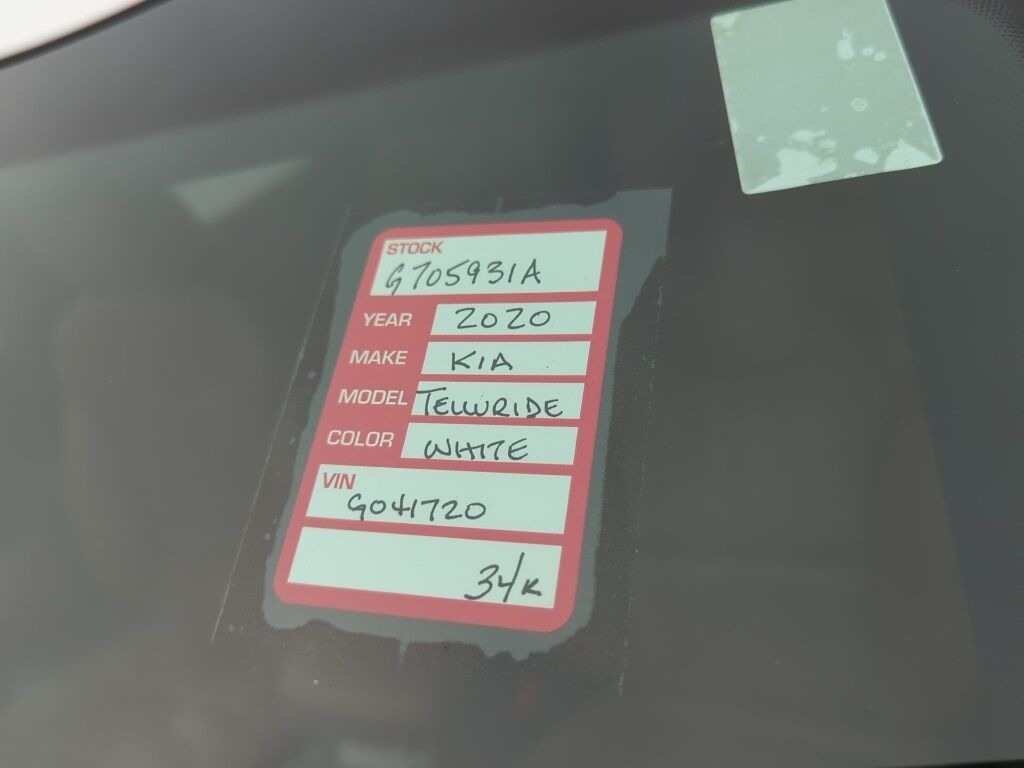 STOCK
G705931A
YEAR 2020
MAKE KIA
MODEL TELLURIDE
COLOR WHITE
VIN
G041720
34K